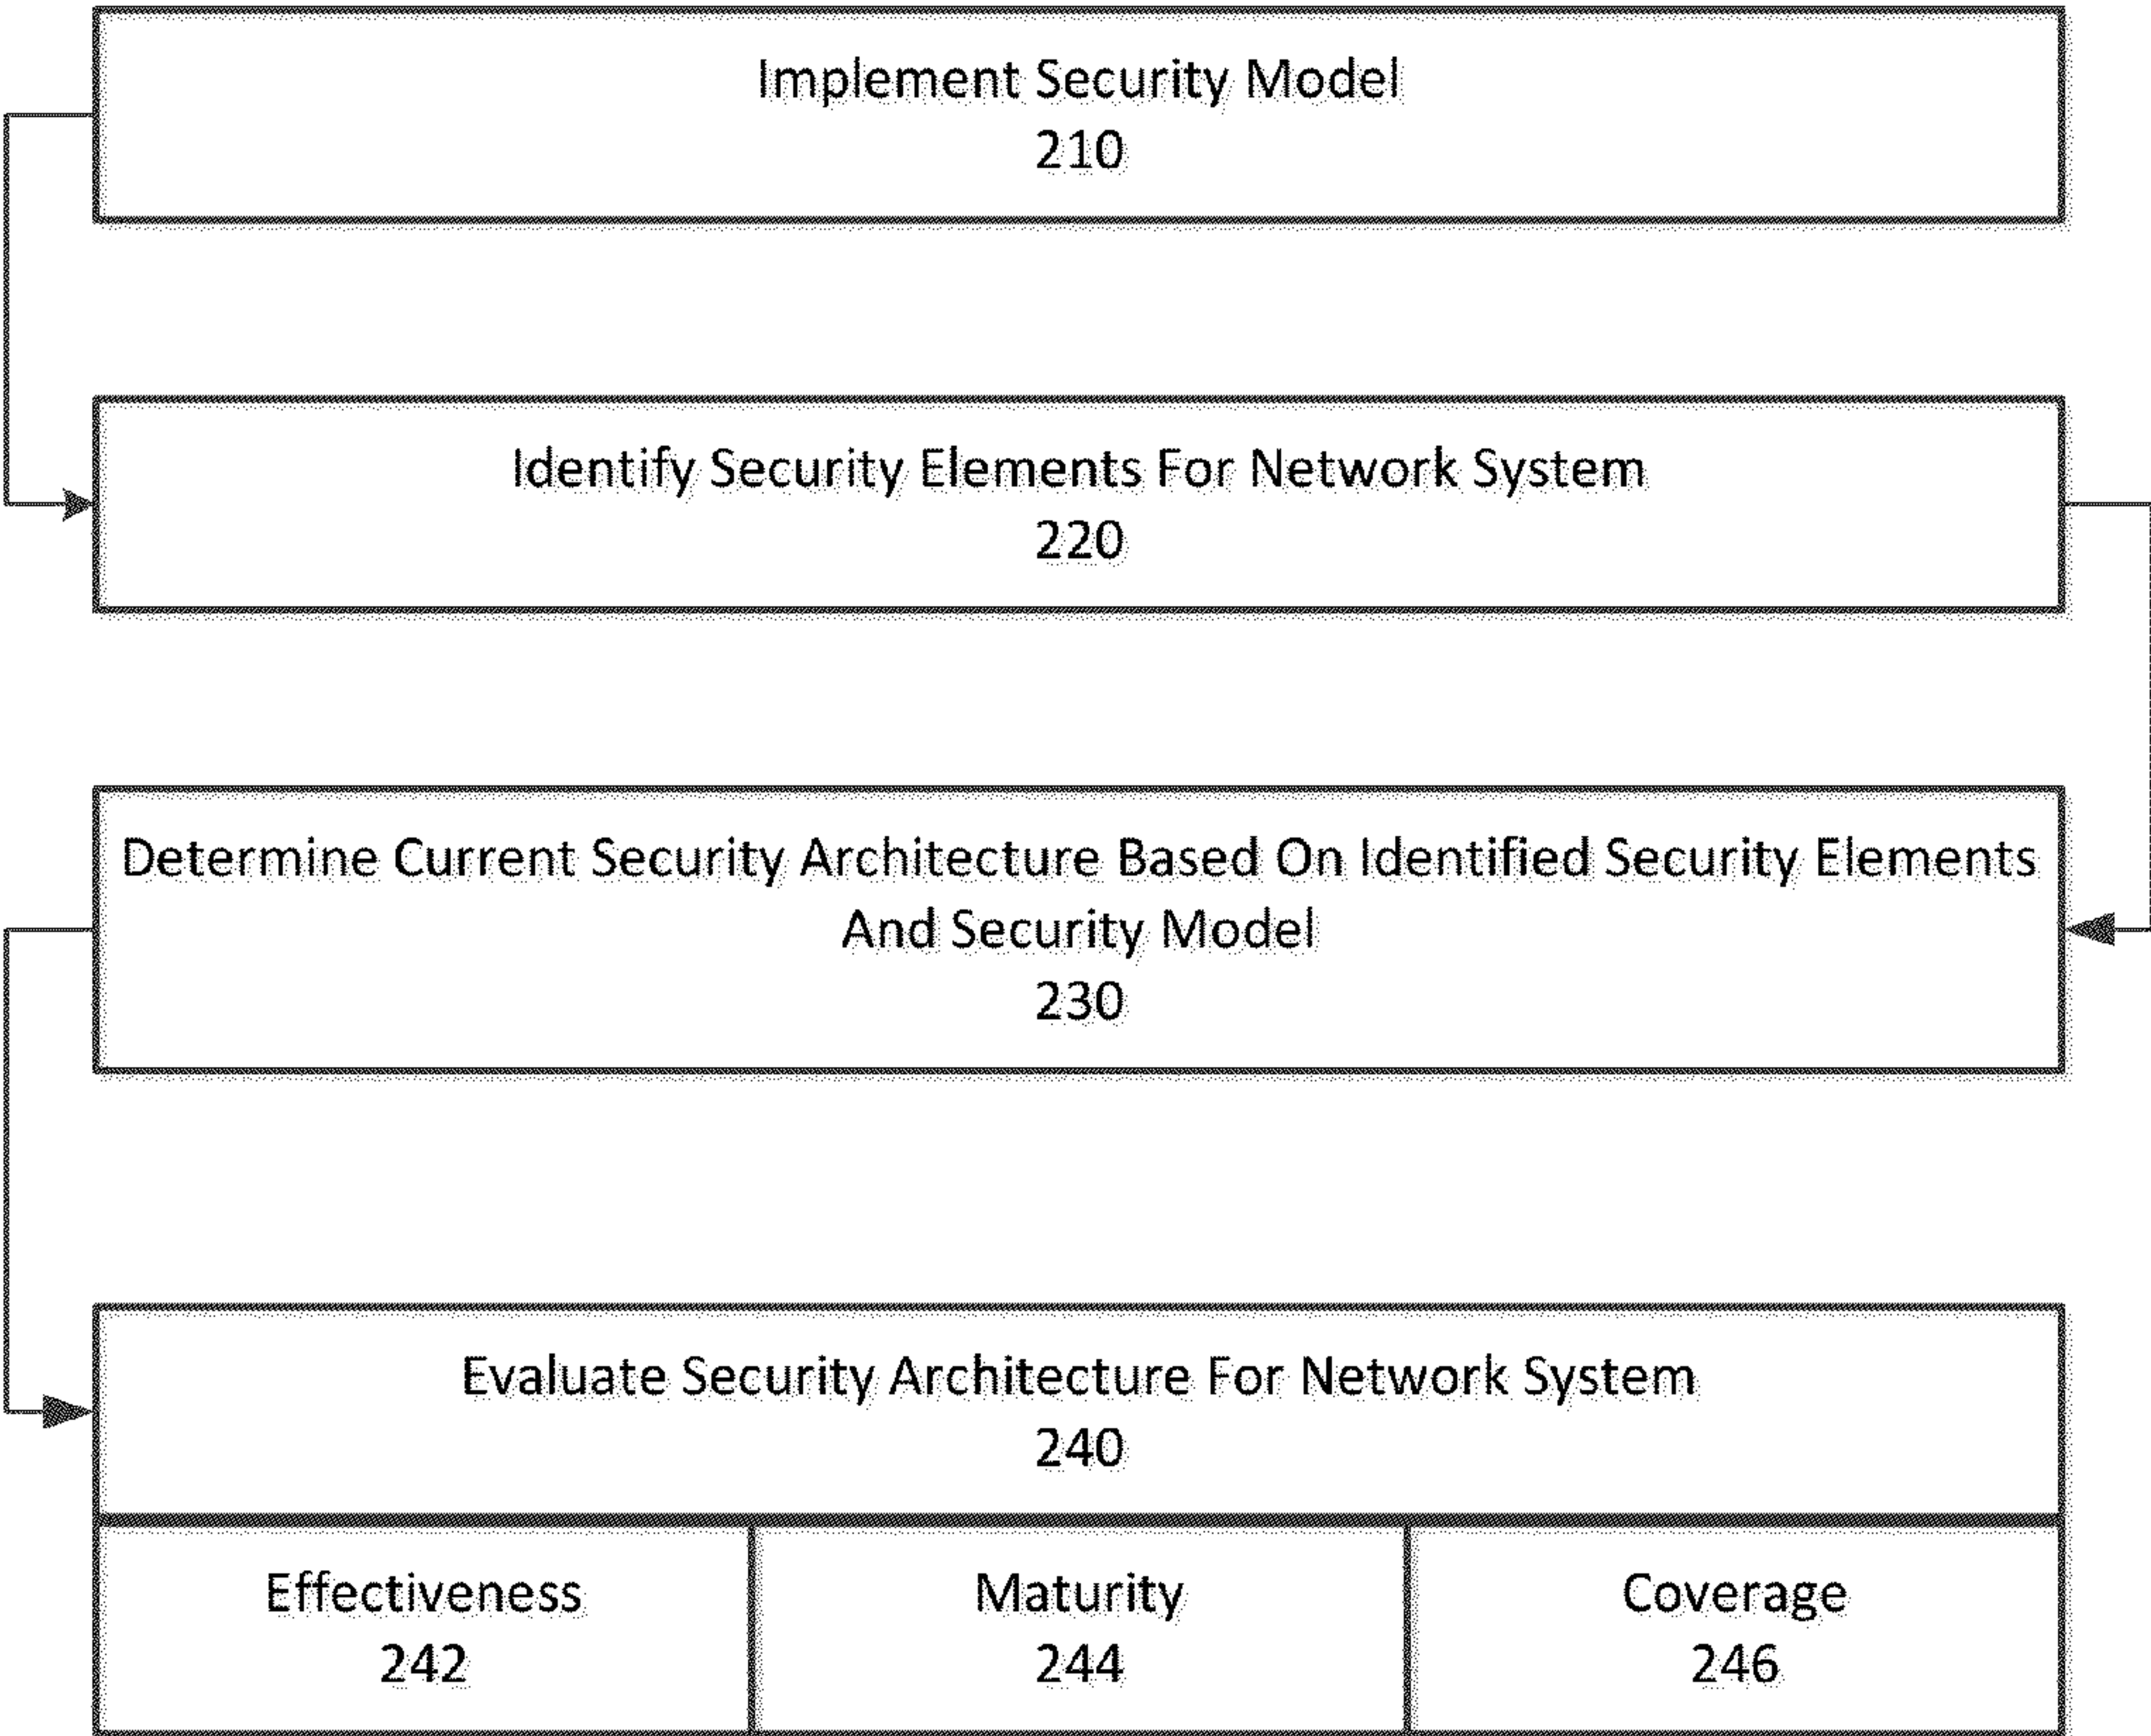 Implement Security Model
210
Identify Security Elements For Network System
220
Determine Current Security Architecture Based On Identified Security Elements
And Security Model
230
Evaluate Security Architecture For Network System
240
Effectiveness
242
Maturity
244
Coverage
246